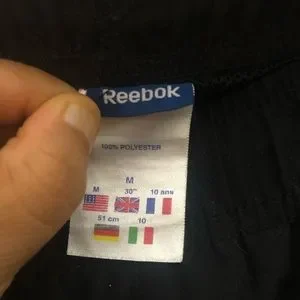 Reebok
100% POLYESTER
M
M 30" 10 ans
51 cm 10